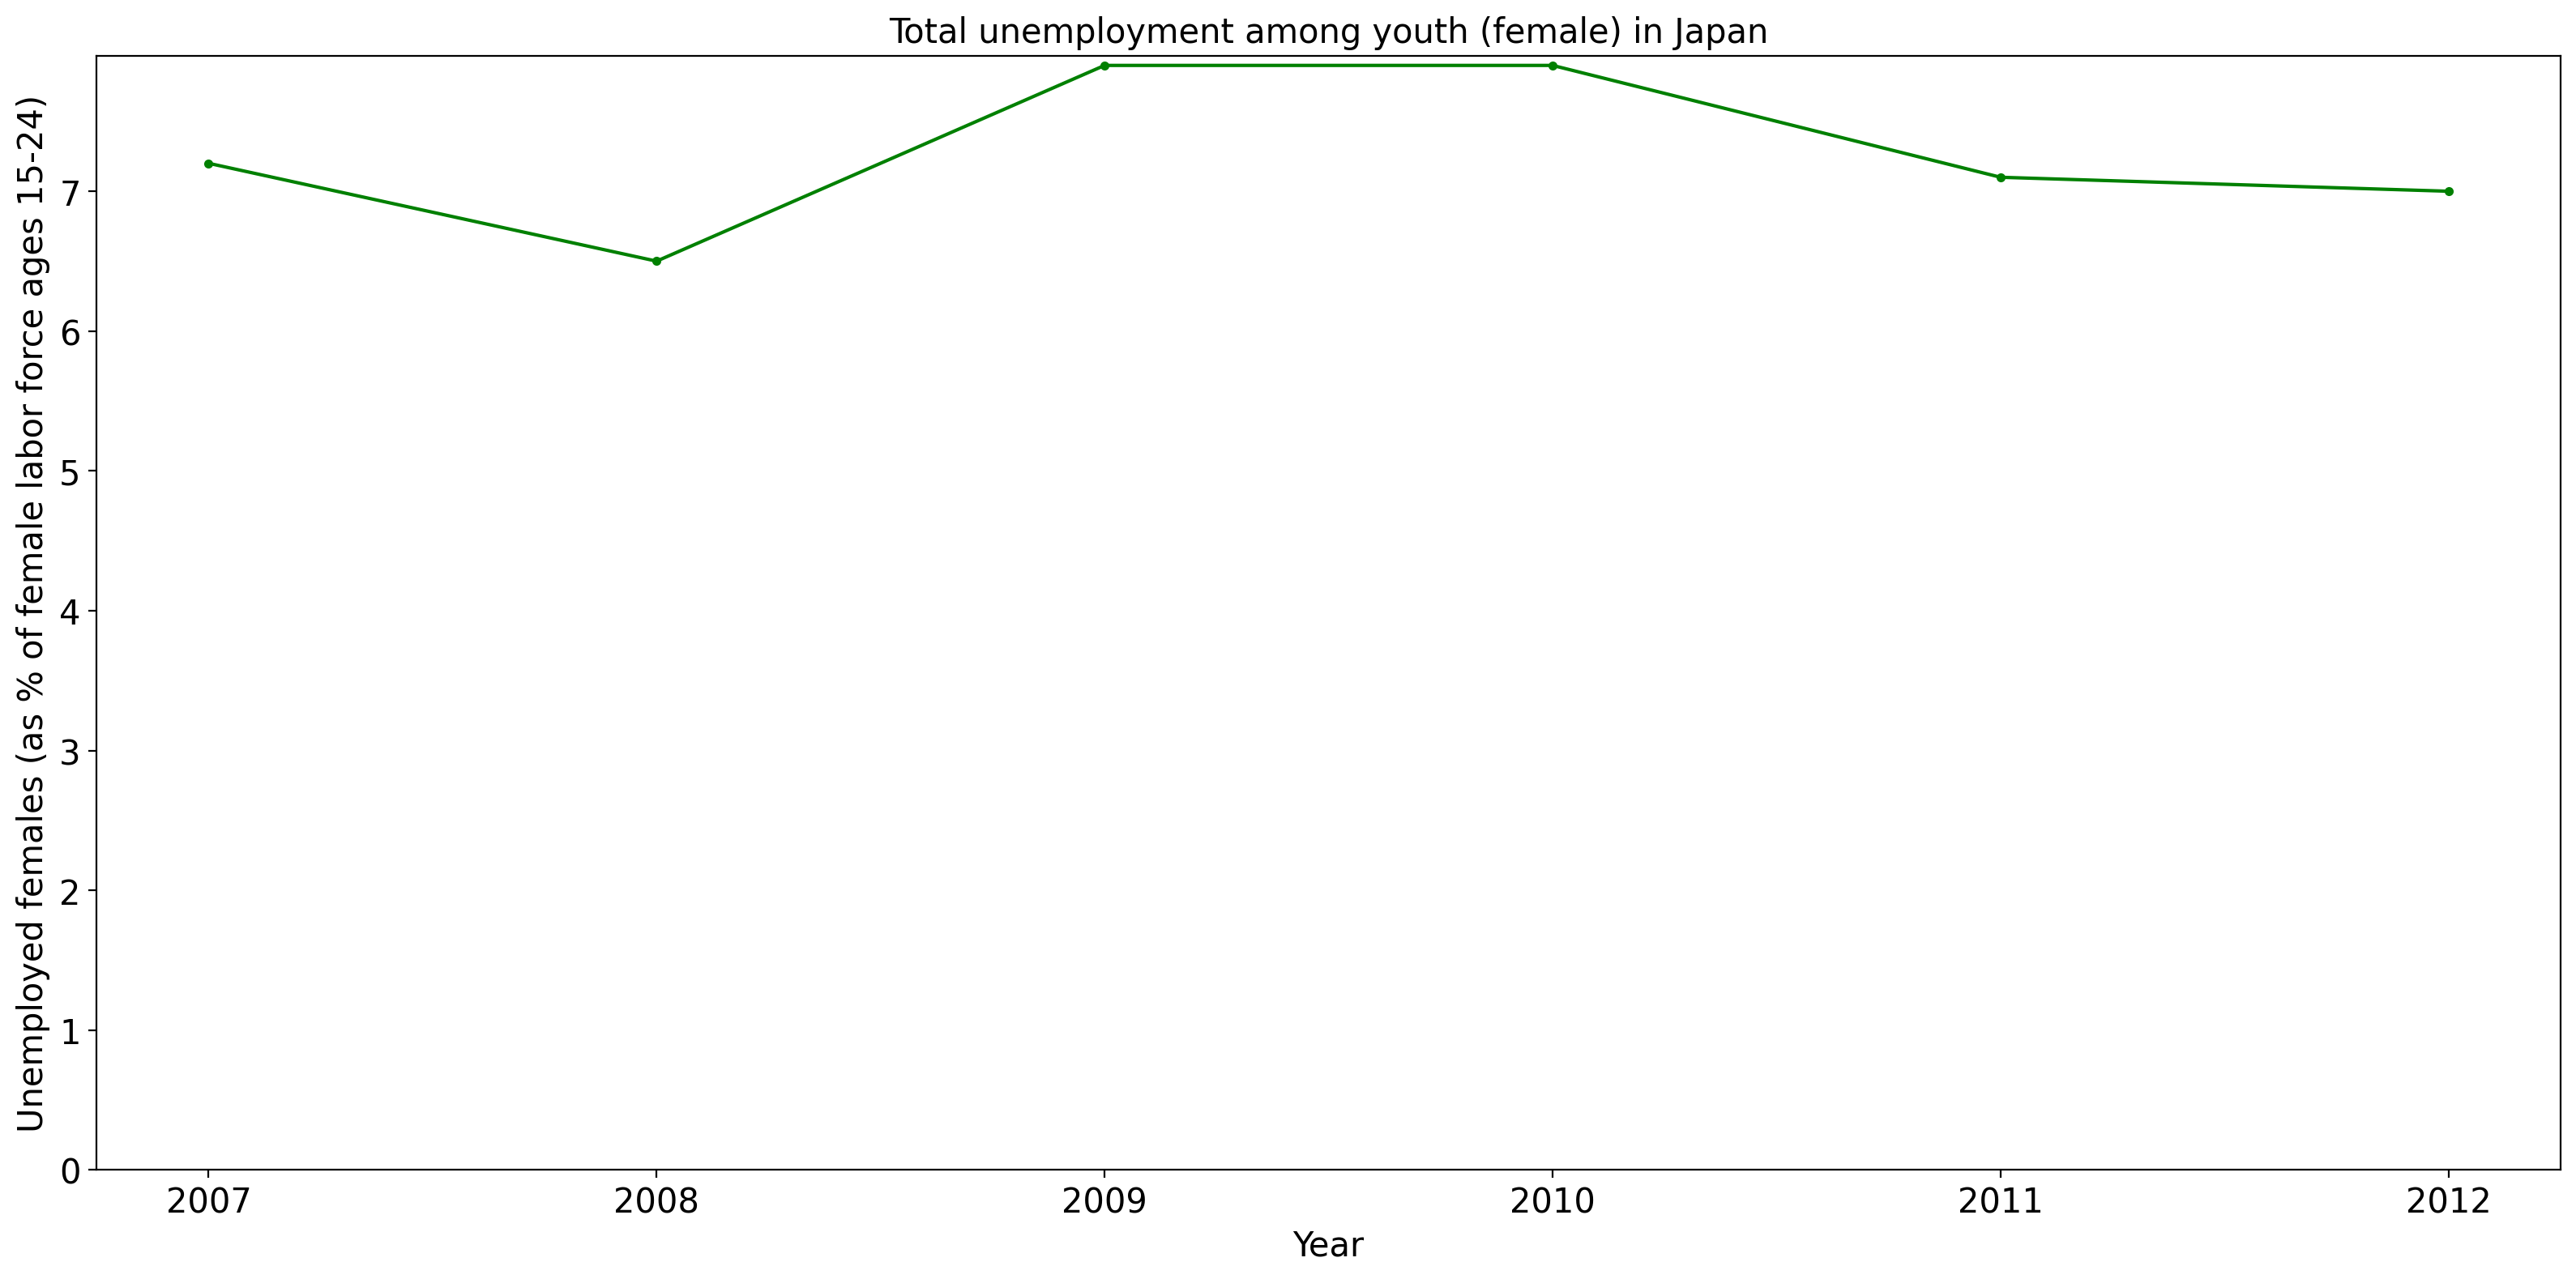 Total unemployment among youth (female) in Japan
Unemployed females (as % of female labor force ages 15-24)
7
6
5
4
3
2
1
0
2007 2008 2009 2010 2011 2012
Year